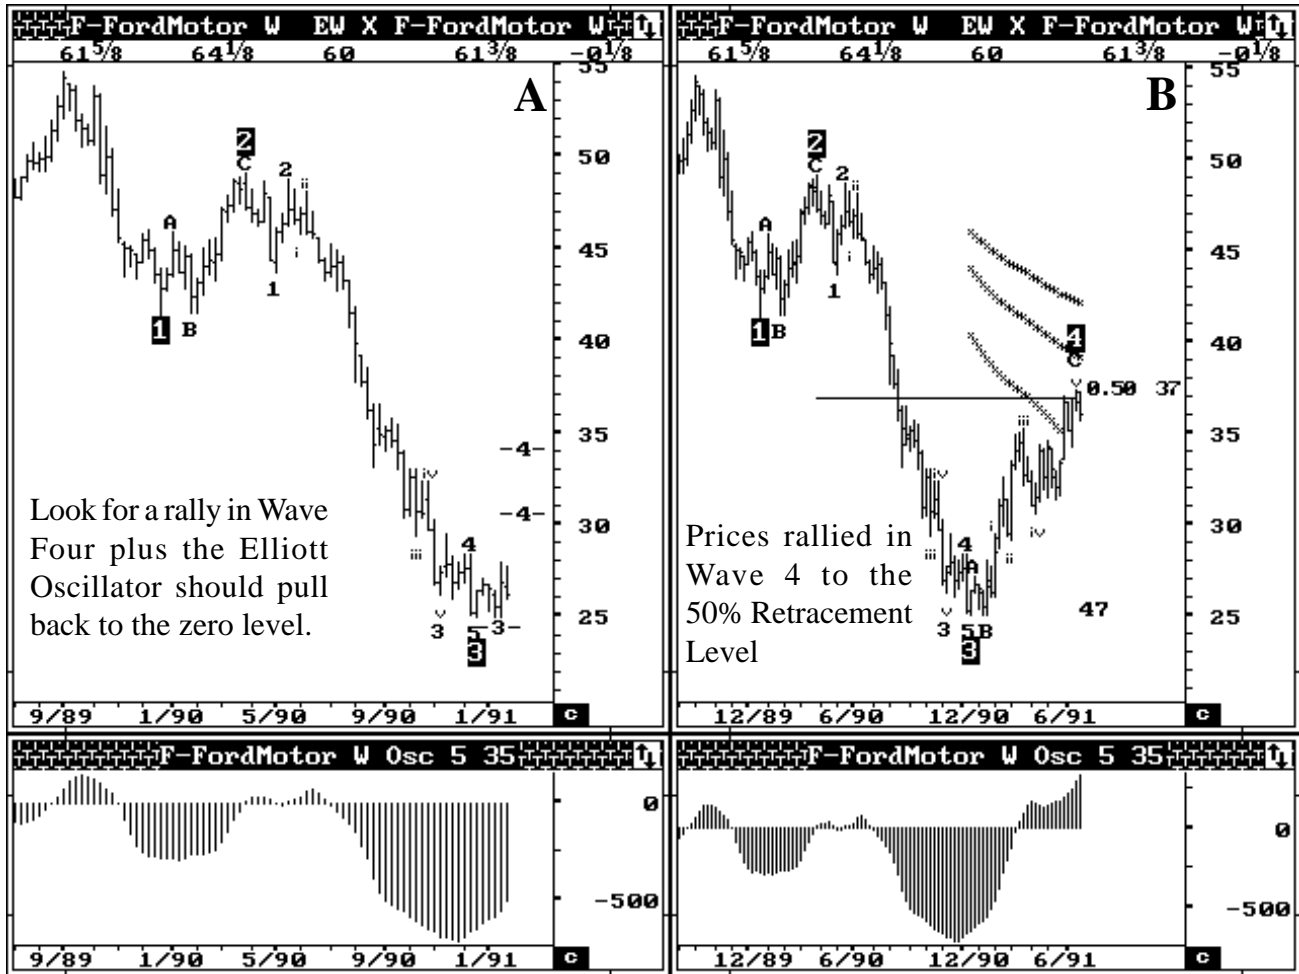 F-FordMotor W EW X F-FordMotor W
61 5/8 64 1/8 60 61 3/8 -0 1/8
A
55
50
45
40
35
30
25
2
C
2
ii
A
i
1
1 B
-4-
iv
-4-
iii
4
v
3 5 -3-
3
Look for a rally in Wave
Four plus the Elliott
Oscillator should pull
back to the zero level.
9/89 1/90 5/90 9/90 1/91 c
F-FordMotor W EW X F-FordMotor W
61 5/8 64 1/8 60 61 3/8 -0 1/8
B
55
50
45
40
35
30
25
2
C
2
ii
A
i
1
1 B
4
C
v
0.50 37
iii
iv
i
iv
iii
4
ii
A
47
v
3 5 B
3
Prices rallied in
Wave 4 to the
50% Retracement
Level
12/89 6/90 12/90 6/91 c
F-FordMotor W Osc 5 35
0
-500
9/89 1/90 5/90 9/90 1/91 c
F-FordMotor W Osc 5 35
0
-500
12/89 6/90 12/90 6/91 c